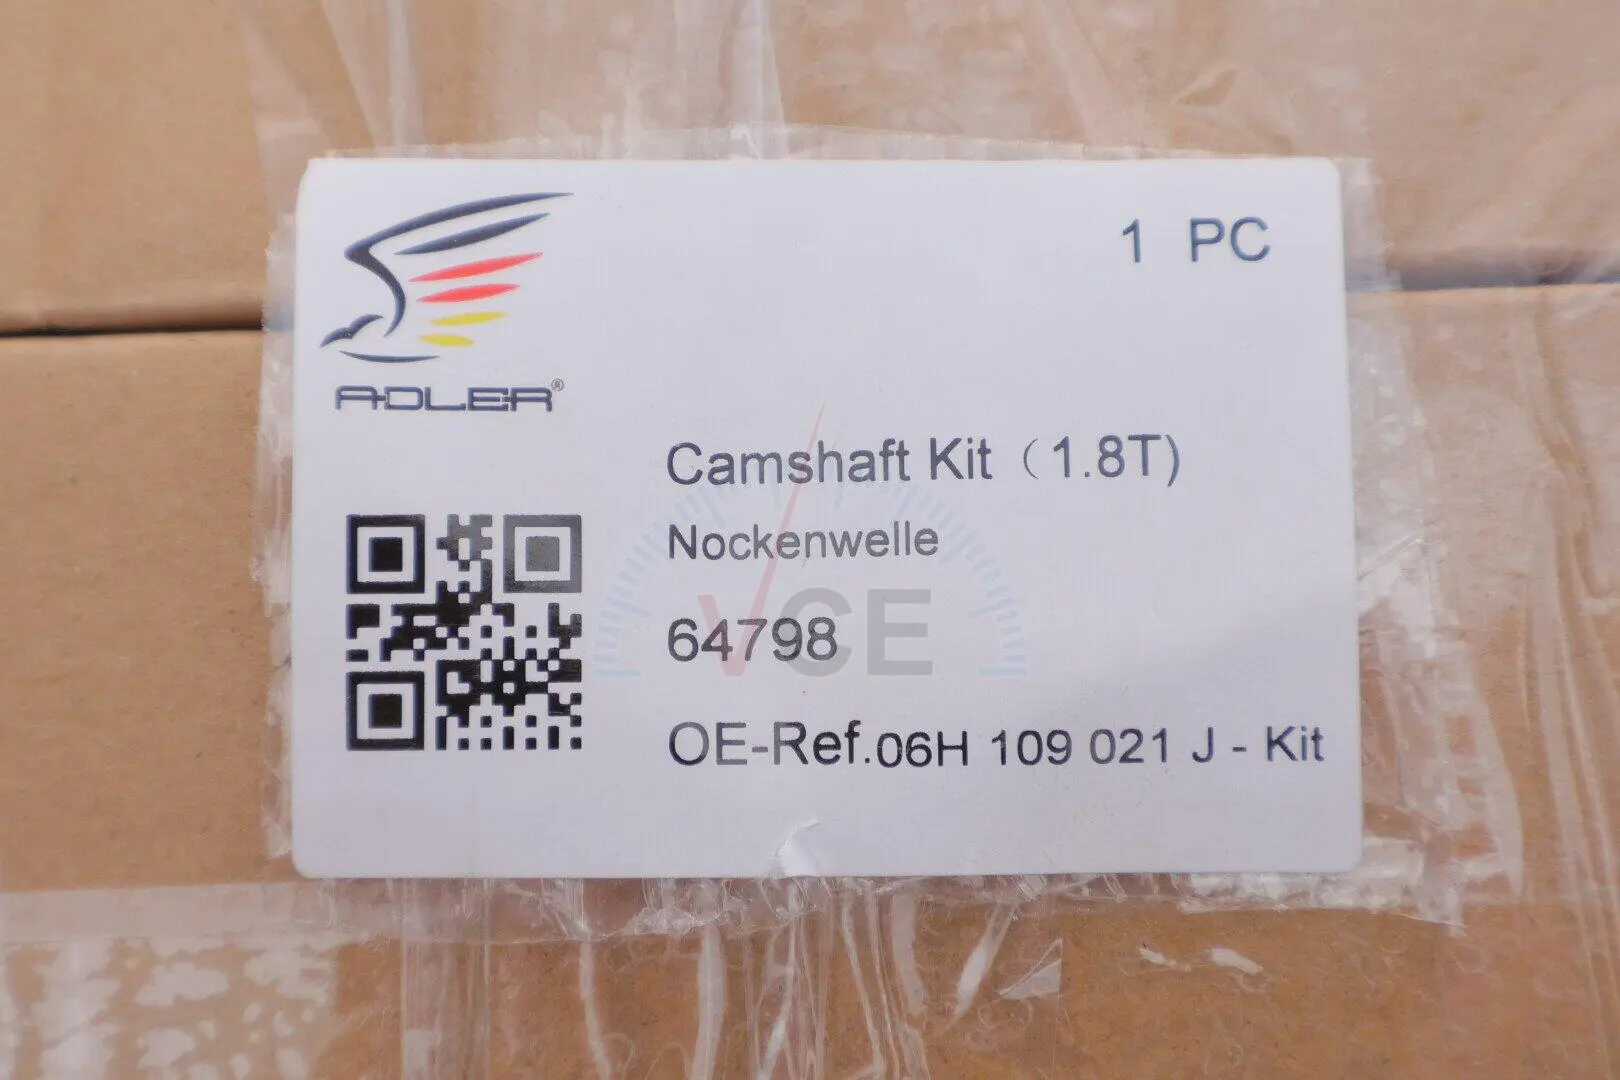 1 PC
ADLER®
Camshaft Kit（1.8T)
Nockenwelle
VCE
64798
OE-Ref.06H 109 021 J - Kit